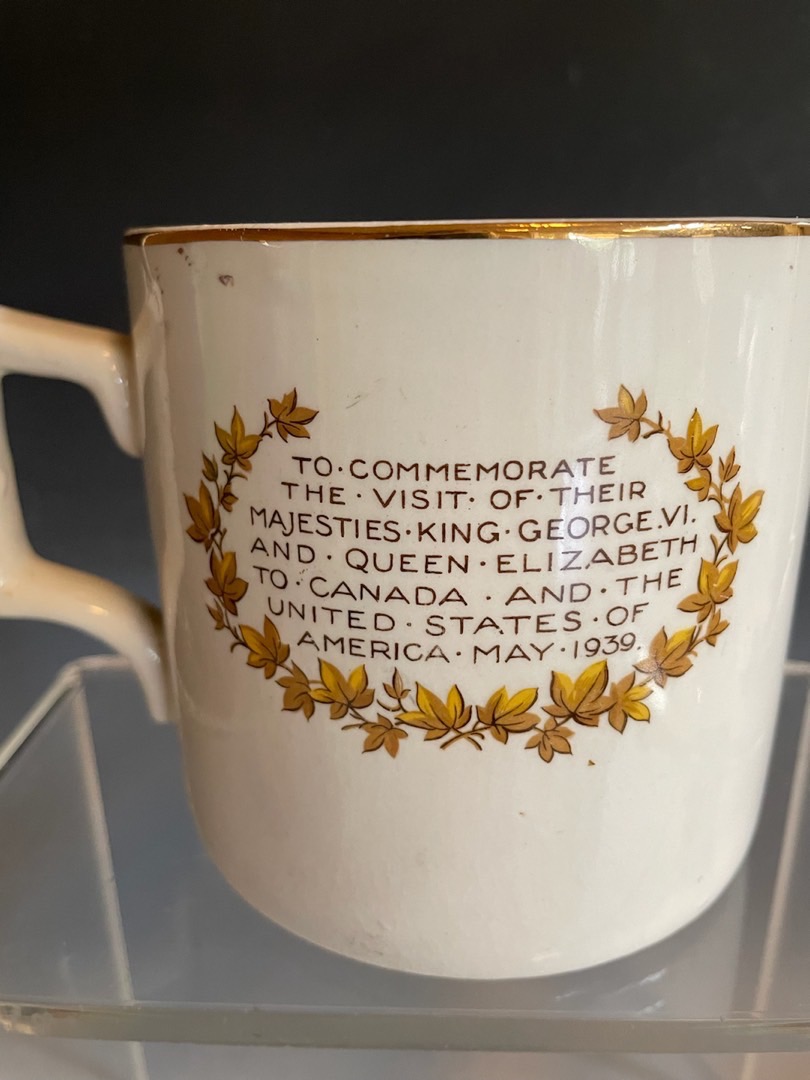 TO·COMMEMORATE
THE·VISIT·OF·THEIR
MAJESTIES·KING·GEORGE.VI.
AND·QUEEN·ELIZABETH
TO·CANADA·AND·THE
UNITED·STATES·OF
AMERICA·MAY·1939.